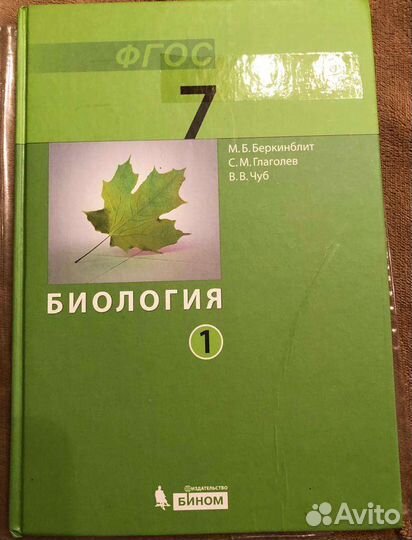 ФГОС
7
М. Б. Беркинблит
С. М. Глаголев
В. В. Чуб
БИОЛОГИЯ
1
ИЗДАТЕЛЬСТВО
БИНОМ
Avito